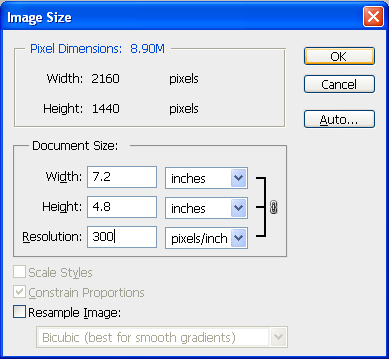 Image Size
Pixel Dimensions: 8.90M
Width: 2160 pixels
Height: 1440 pixels
OK
Cancel
Auto...
Document Size:
Width: 7.2 inches
Height: 4.8 inches
Resolution: 300 pixels/inch
Scale Styles
Constrain Proportions
Resample Image:
Bicubic (best for smooth gradients)